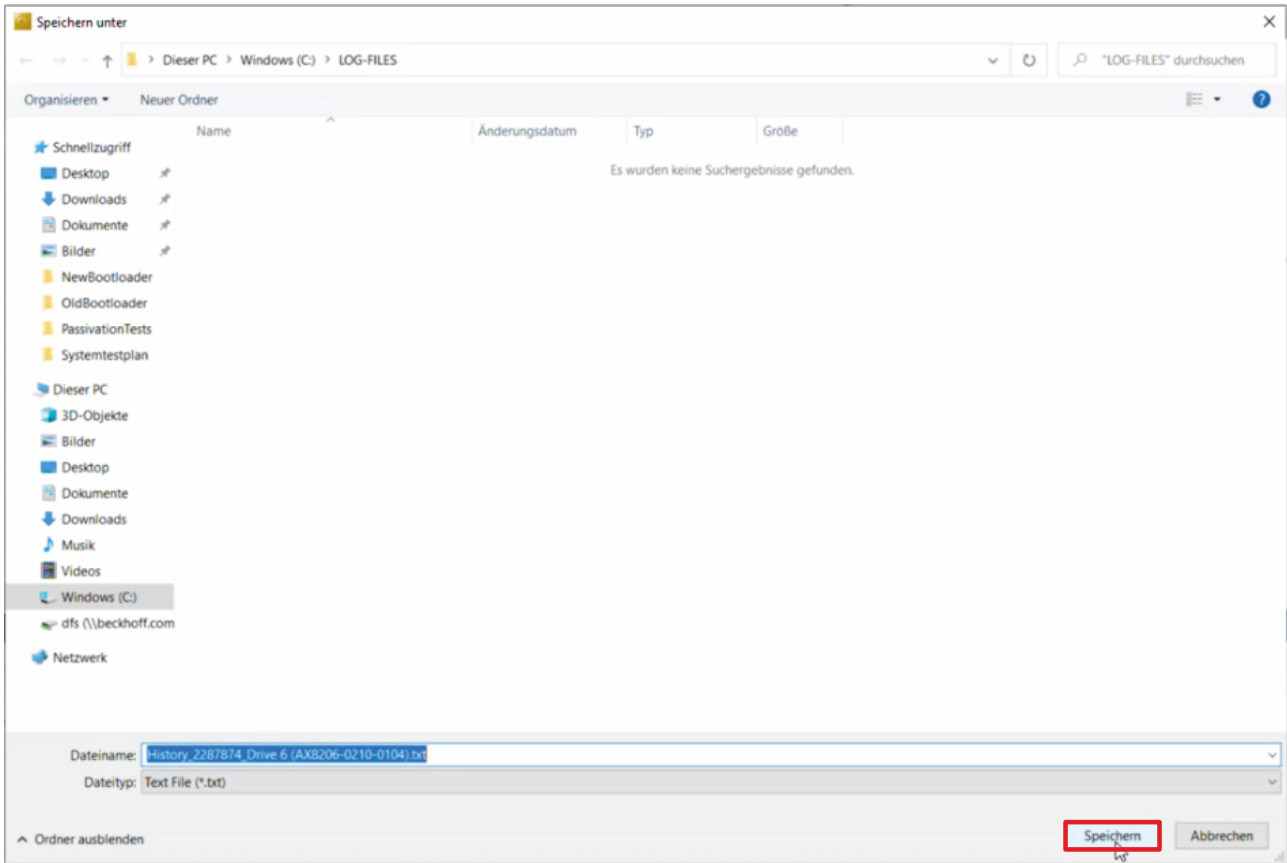 Speichern unter
Dieser PC > Windows (C:) > LOG-FILES
"LOG-FILES" durchsuchen
Organisieren
Neuer Ordner
?
Name
Änderungsdatum
Typ
Größe
Es wurden keine Suchergebnisse gefunden.
Schnellzugriff
Desktop
Downloads
Dokumente
Bilder
NewBootloader
OldBootloader
PassivationTests
Systemtestplan
Dieser PC
3D-Objekte
Bilder
Desktop
Dokumente
Downloads
Musik
Videos
Windows (C:)
dfs (\\beckhoff.com
Netzwerk
Dateiname: History_2287874_Drive 6 (AX8206-0210-0104).txt
Dateityp: Text File (*.txt)
Ordner ausblenden
Speichern
Abbrechen